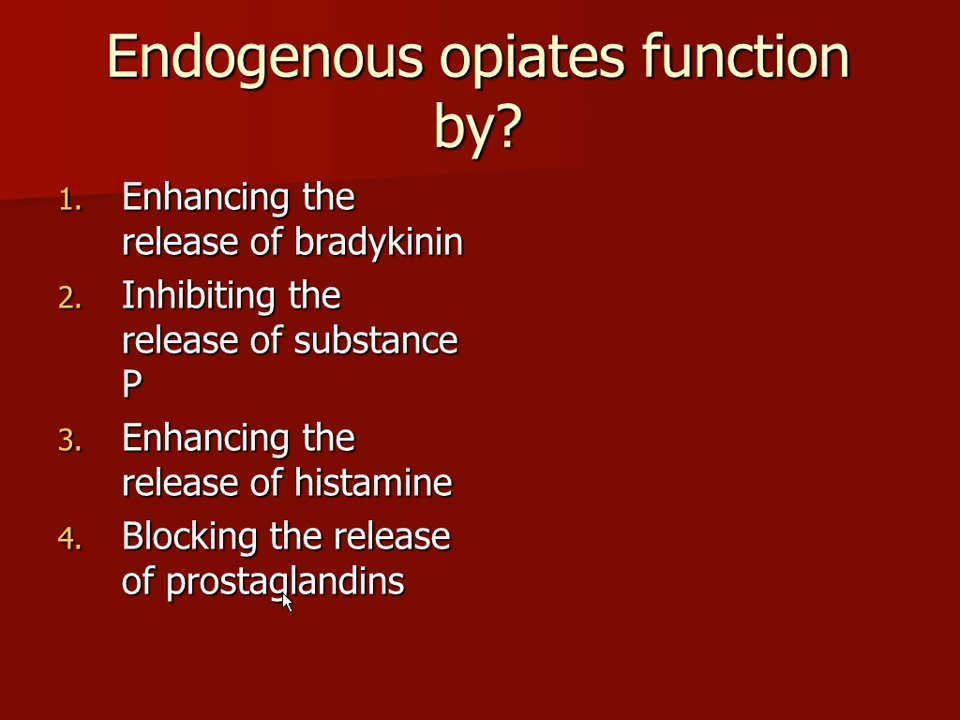 Endogenous opiates function
by?
1. Enhancing the
release of bradykinin
2. Inhibiting the
release of substance
P
3. Enhancing the
release of histamine
4. Blocking the release
of prostaglandins